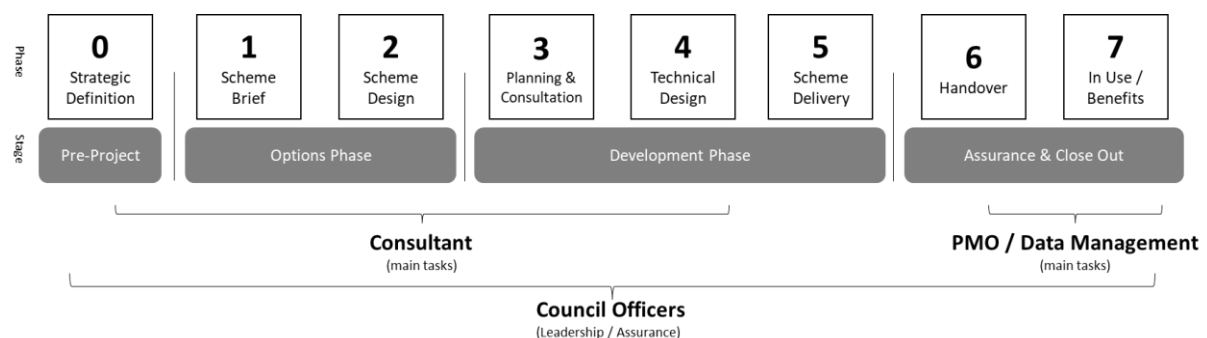 Phase
0
Strategic
Definition
1
Scheme
Brief
2
Scheme
Design
3
Planning &
Consultation
4
Technical
Design
5
Scheme
Delivery
6
Handover
7
In Use /
Benefits
Stage
Pre-Project
Options Phase
Development Phase
Assurance & Close Out
Consultant
(main tasks)
PMO / Data Management
(main tasks)
Council Officers
(Leadership / Assurance)